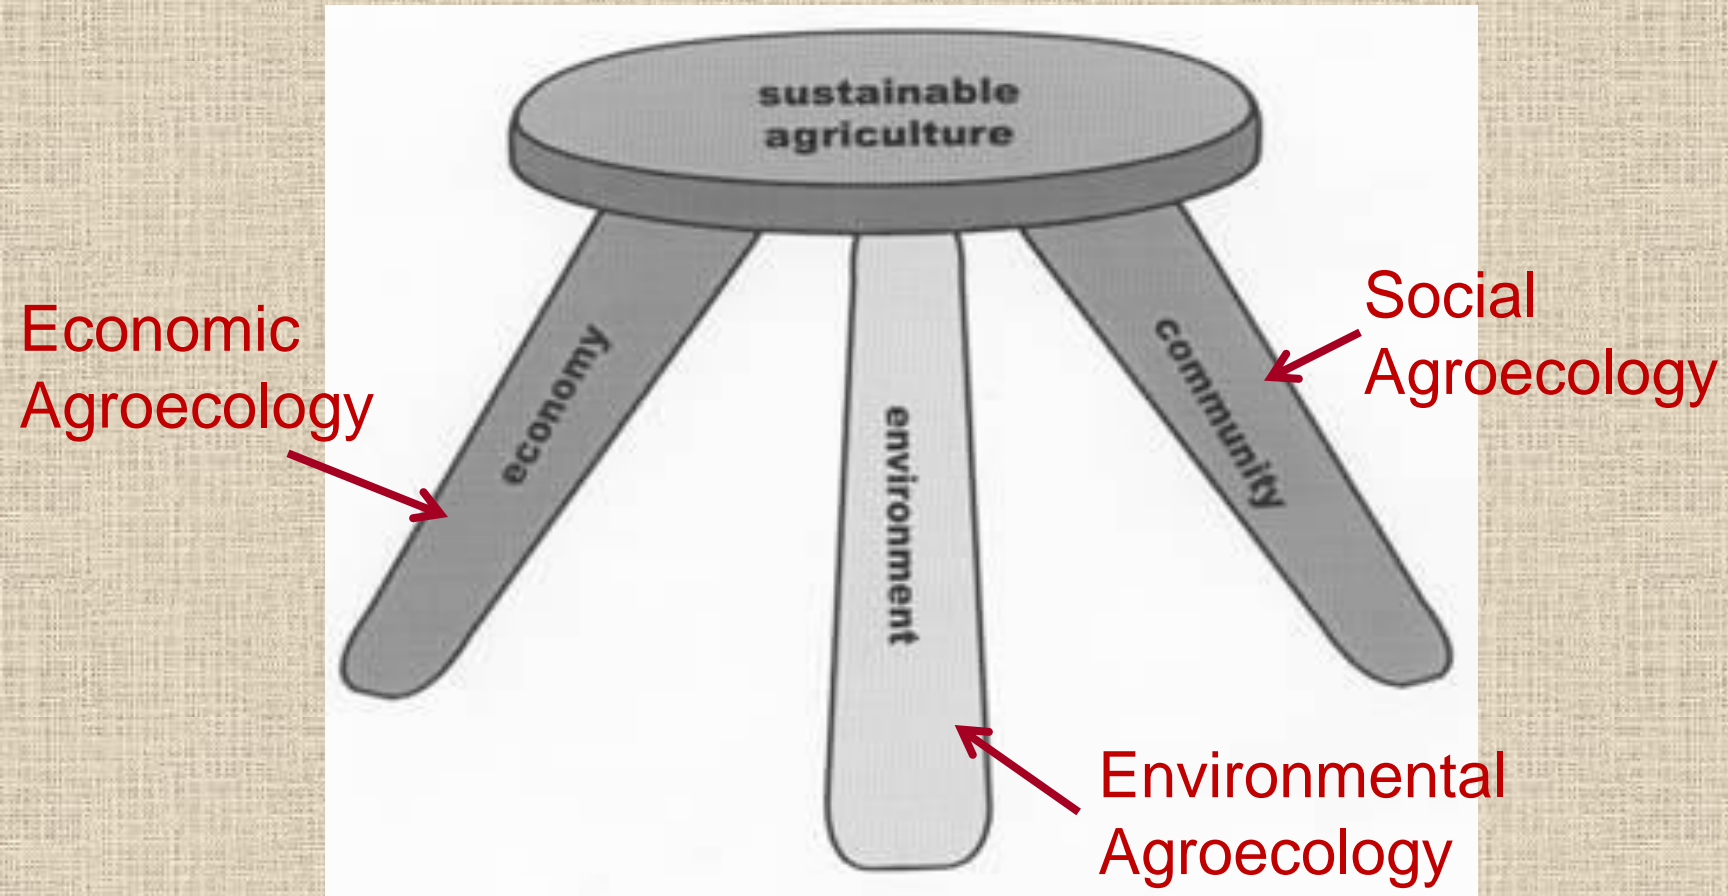 sustainable
agriculture
Economic
Agroecology
economy
environment
community
Social
Agroecology
Environmental
Agroecology